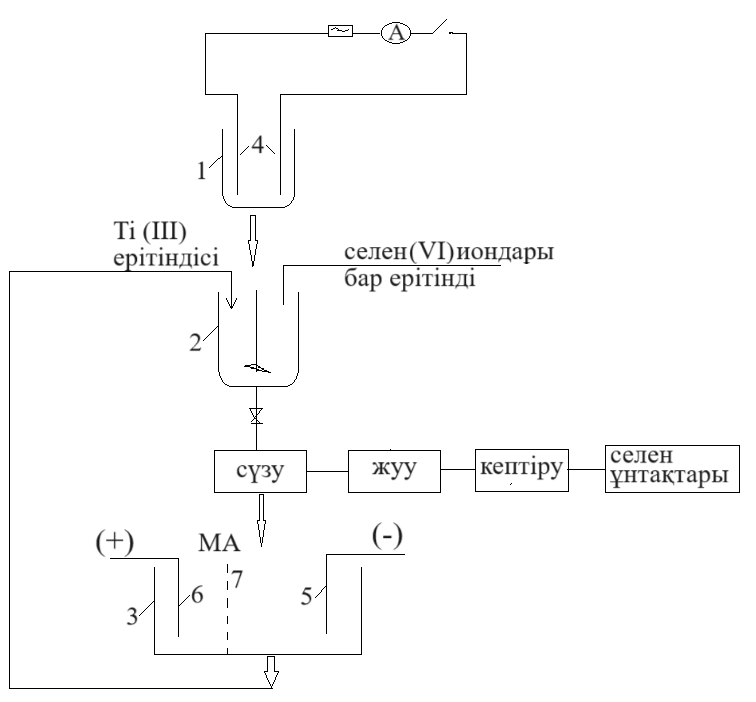 A
4
1
Ti (III)
ерітіндісі
селен(VI)иондары
бар ерітінді
2
сүзу
жуу
кептіру
селен
ұнтақтары
(+)
МА
(-)
7
6
5
3